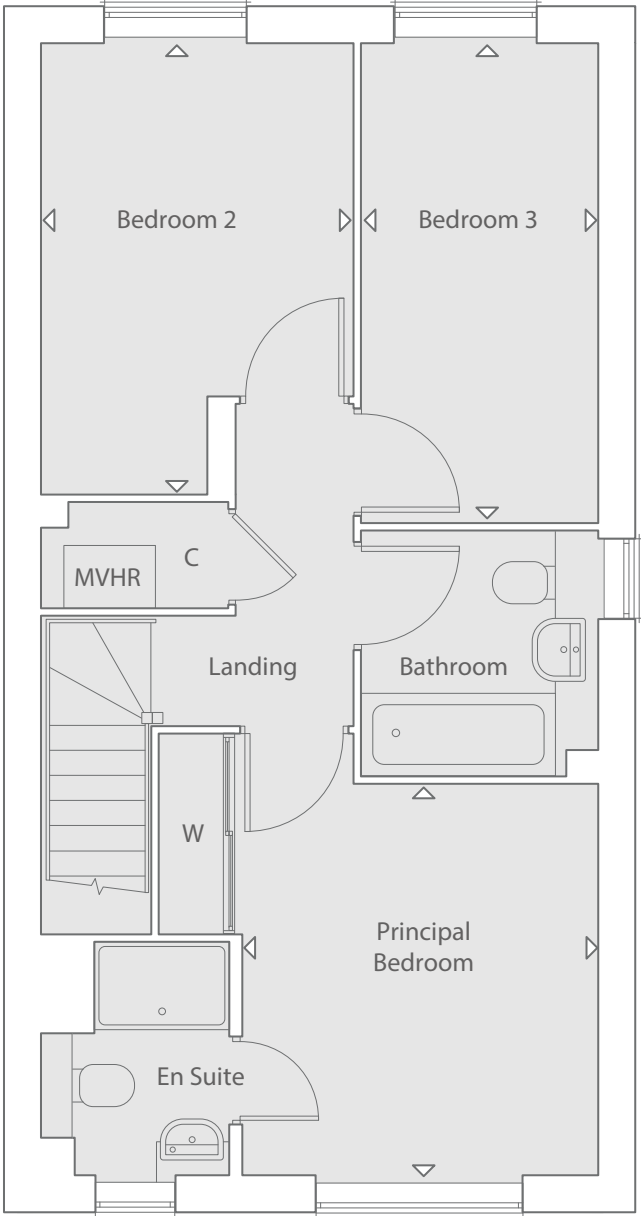 Bedroom 2
Bedroom 3
C
MVHR
Landing
Bathroom
W
Principal
Bedroom
En Suite